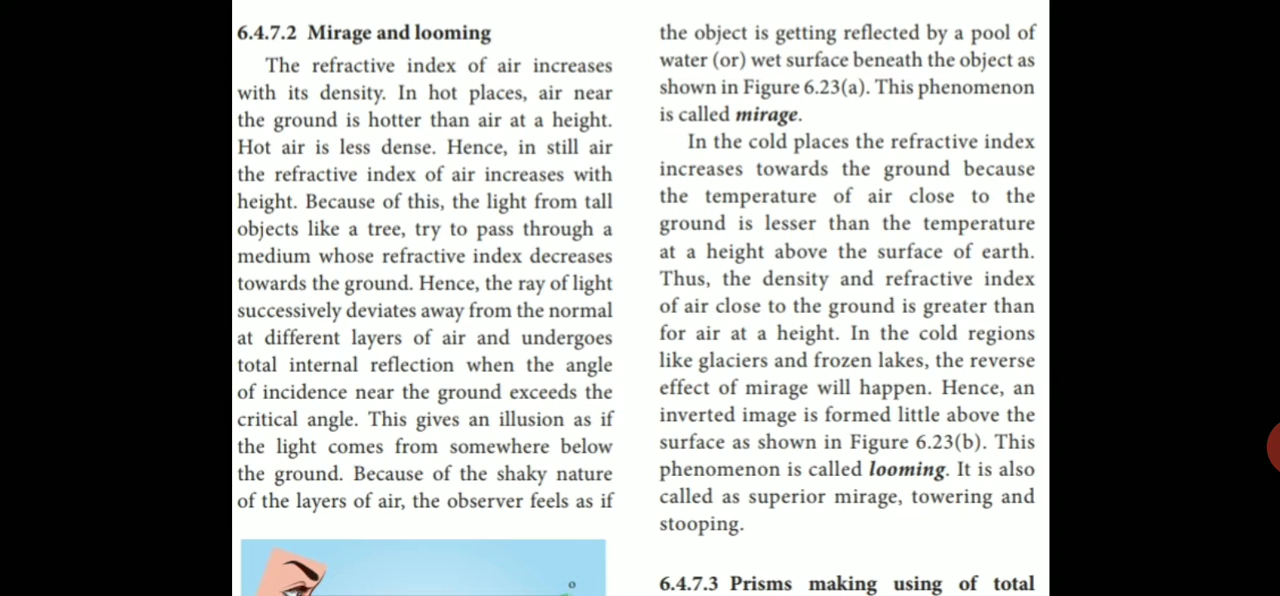 6.4.7.2 Mirage and looming
The refractive index of air increases
with its density. In hot places, air near
the ground is hotter than air at a height.
Hot air is less dense. Hence, in still air
the refractive index of air increases with
height. Because of this, the light from tall
objects like a tree, try to pass through a
medium whose refractive index decreases
towards the ground. Hence, the ray of light
successively deviates away from the normal
at different layers of air and undergoes
total internal reflection when the angle
of incidence near the ground exceeds the
critical angle. This gives an illusion as if
the light comes from somewhere below
the ground. Because of the shaky nature
of the layers of air, the observer feels as if
o
the object is getting reflected by a pool of
water (or) wet surface beneath the object as
shown in Figure 6.23(a). This phenomenon
is called mirage.
In the cold places the refractive index
increases towards the ground because
the temperature of air close to the
ground is lesser than the temperature
at a height above the surface of earth.
Thus, the density and refractive index
of air close to the ground is greater than
for air at a height. In the cold regions
like glaciers and frozen lakes, the reverse
effect of mirage will happen. Hence, an
inverted image is formed little above the
surface as shown in Figure 6.23(b). This
phenomenon is called looming. It is also
called as superior mirage, towering and
stooping.
6.4.7.3 Prisms making using of total